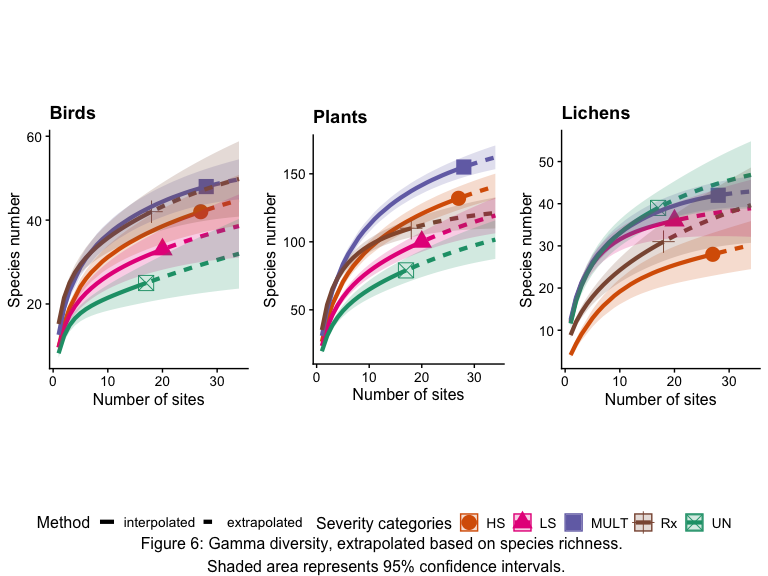 Birds
Plants
Lichens
60
40
20
Species number
0 10 20 30
Number of sites
150
100
50
Species number
0 10 20 30
Number of sites
50
40
30
20
10
Species number
0 10 20 30
Number of sites
Method interpolated extrapolated Severity categories HS LS MULT Rx UN
Figure 6: Gamma diversity, extrapolated based on species richness.
Shaded area represents 95% confidence intervals.